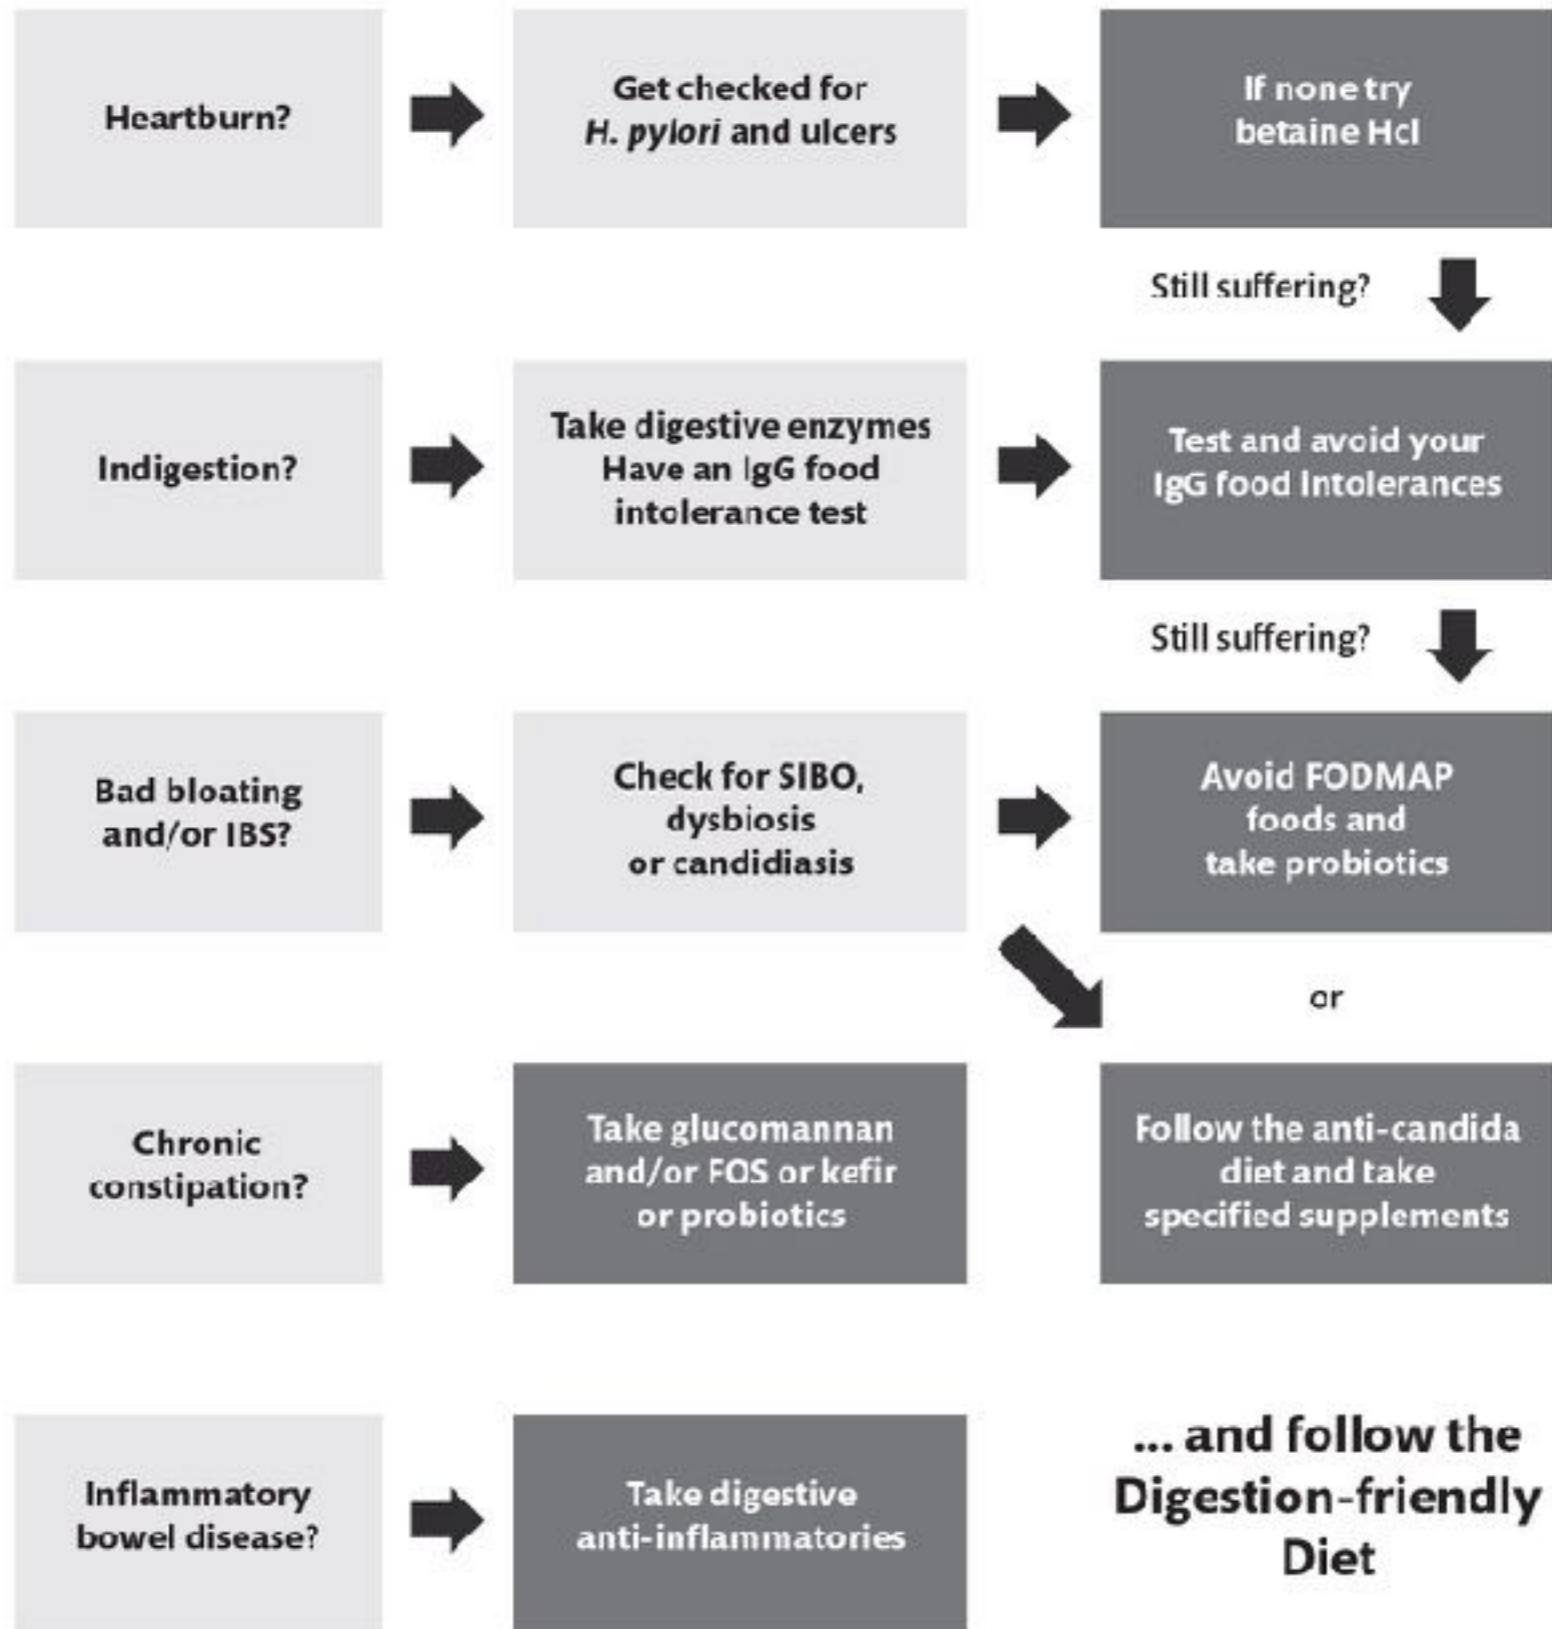 Heartburn?
Get checked for
H. pylori and ulcers
If none try
betaine Hcl
Still suffering?
Indigestion?
Take digestive enzymes
Have an IgG food
intolerance test
Test and avoid your
IgG food Intolerances
Still suffering?
Bad bloating
and/or IBS?
Check for SIBO,
dysbiosis
or candidiasis
Avoid FODMAP
foods and
take probiotics
or
Chronic
constipation?
Take glucomannan
and/or FOS or kefir
or probiotics
Follow the anti-candida
diet and take
specified supplements
Inflammatory
bowel disease?
Take digestive
anti-inflammatories
... and follow the
Digestion-friendly
Diet